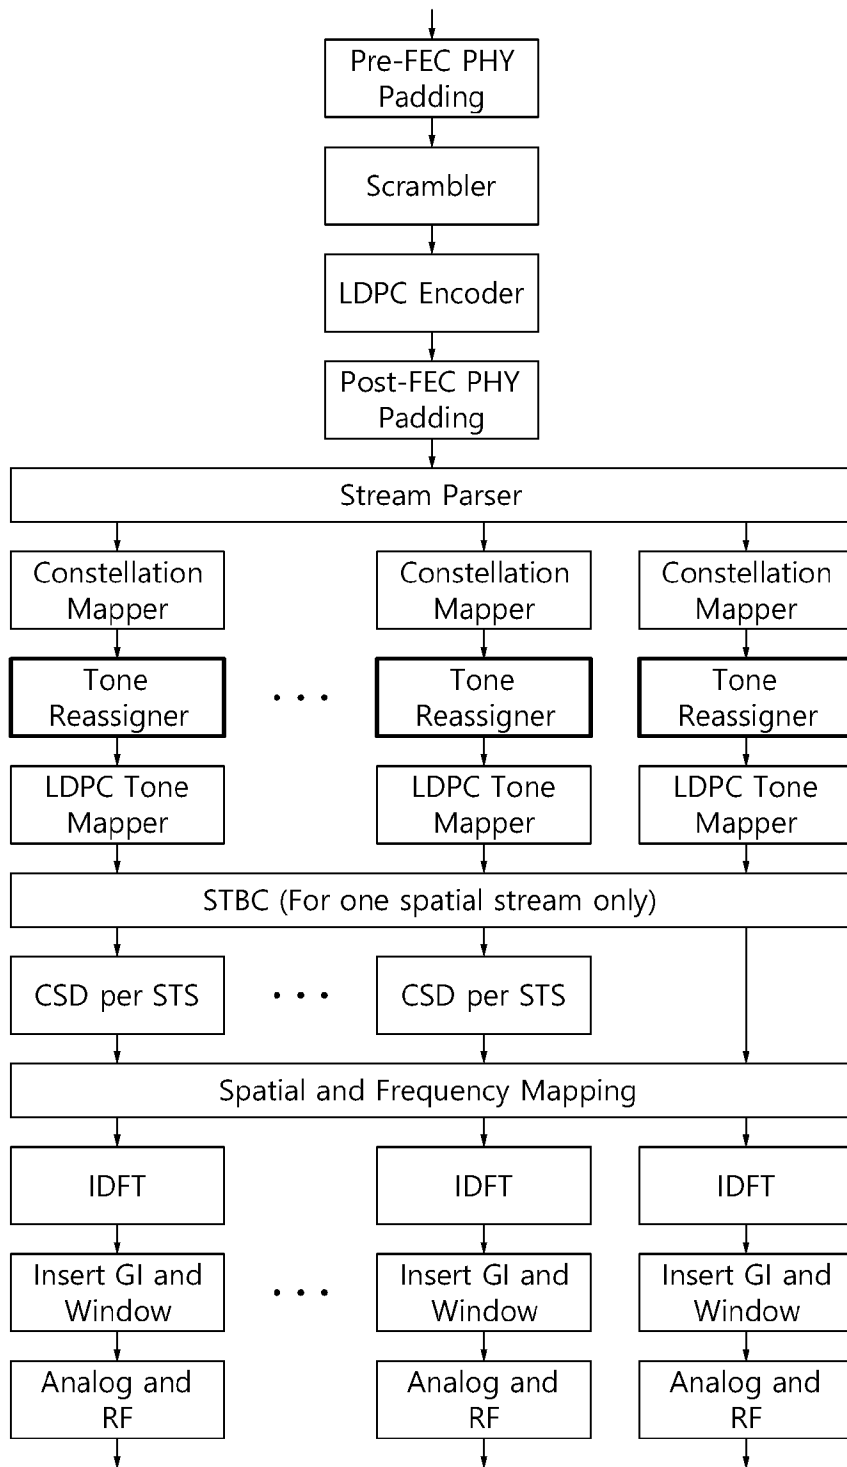 Pre-FEC PHY
Padding
Scrambler
LDPC Encoder
Post-FEC PHY
Padding
Stream Parser
Constellation
Mapper
Constellation
Mapper
Constellation
Mapper
Tone
Reassigner
Tone
Reassigner
Tone
Reassigner
LDPC Tone
Mapper
LDPC Tone
Mapper
LDPC Tone
Mapper
STBC (For one spatial stream only)
CSD per STS
CSD per STS
Spatial and Frequency Mapping
IDFT
IDFT
IDFT
Insert GI and
Window
Insert GI and
Window
Insert GI and
Window
Analog and
RF
Analog and
RF
Analog and
RF